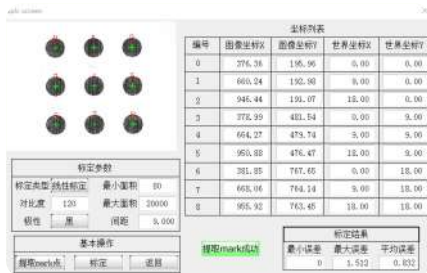 坐标列表
编号 图像坐标X 图像坐标Y 世界坐标X 世界坐标Y
0 376.36 195.96 0.00 0.00
1 660.24 192.98 9.00 0.00
2 946.44 191.07 18.00 0.00
3 378.99 481.54 0.00 9.00
4 664.27 479.74 9.00 9.00
5 950.88 476.47 18.00 9.00
6 381.85 767.65 0.00 18.00
7 668.06 764.14 9.00 18.00
8 955.92 763.45 18.00 18.00
标定参数
标定类型 线性标定 最小面积 80
对比度 120 最大面积 20000
极性 黑 间距 9.000
基本操作
提取mark点 标定 返回
提取mark成功
标定结果
最小误差 最大误差 平均误差
0 1.512 0.832